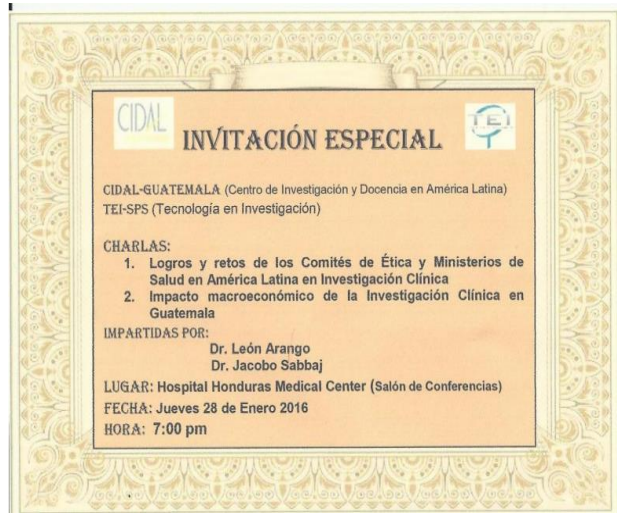 CIDAL
INVITACIÓN ESPECIAL
TEI
CIDAL-GUATEMALA (Centro de Investigación y Docencia en América Latina)
TEI-SPS (Tecnología en Investigación)
CHARLAS:
1. Logros y retos de los Comités de Ética y Ministerios de
Salud en América Latina en Investigación Clínica
2. Impacto macroeconómico de la Investigación Clínica en
Guatemala
IMPARTIDAS POR:
Dr. León Arango
Dr. Jacobo Sabbaj
LUGAR: Hospital Honduras Medical Center (Salón de Conferencias)
FECHA: Jueves 28 de Enero 2016
HORA: 7:00 pm